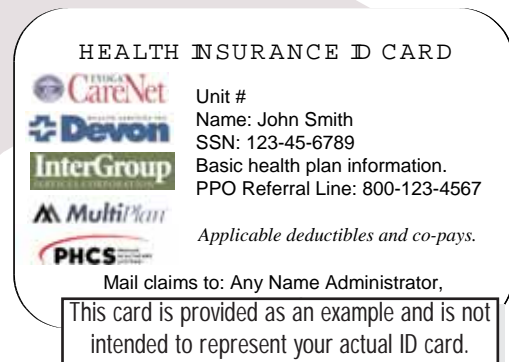 HEALTH INSURANCE ID CARD
CareNet
Devon
InterGroup
MultiPlan
PHCS
Unit #
Name: John Smith
SSN: 123-45-6789
Basic health plan information.
PPO Referral Line: 800-123-4567
Applicable deductibles and co-pays.
Mail claims to: Any Name Administrator,
This card is provided as an example and is not
intended to represent your actual ID card.